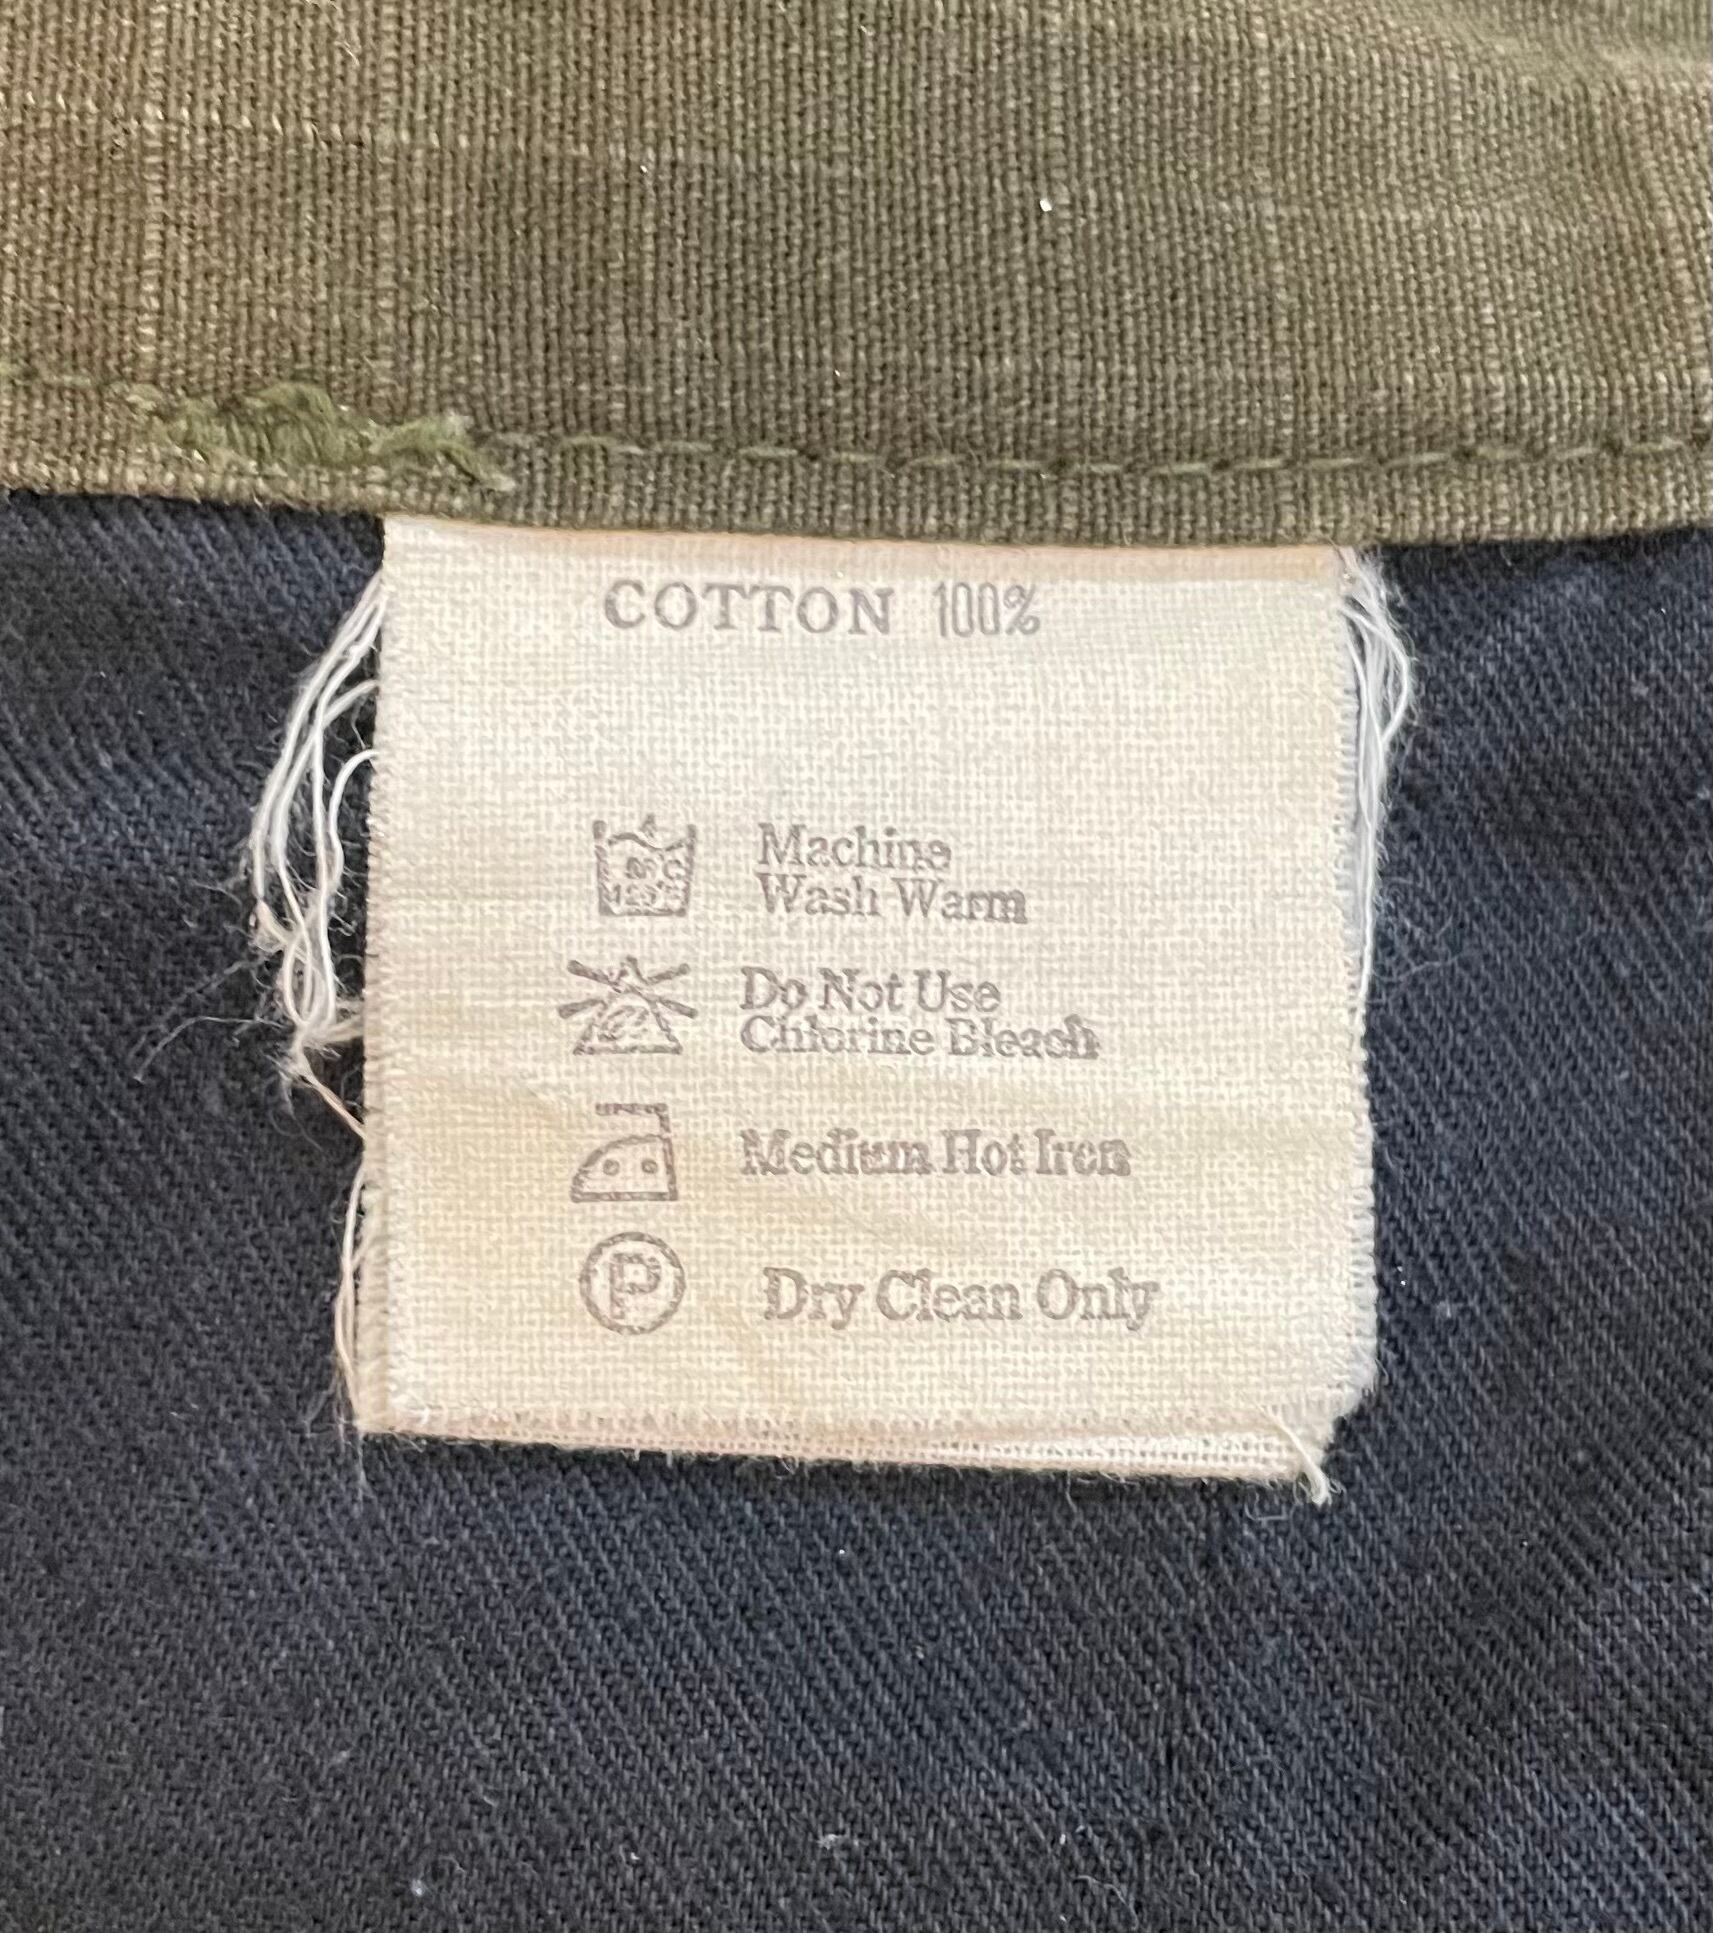 COTTON 100%
Machine
Wash Warm
Do Not Use
Chlorine Bleach
Medium Hot Iron
P
Dry Clean Only